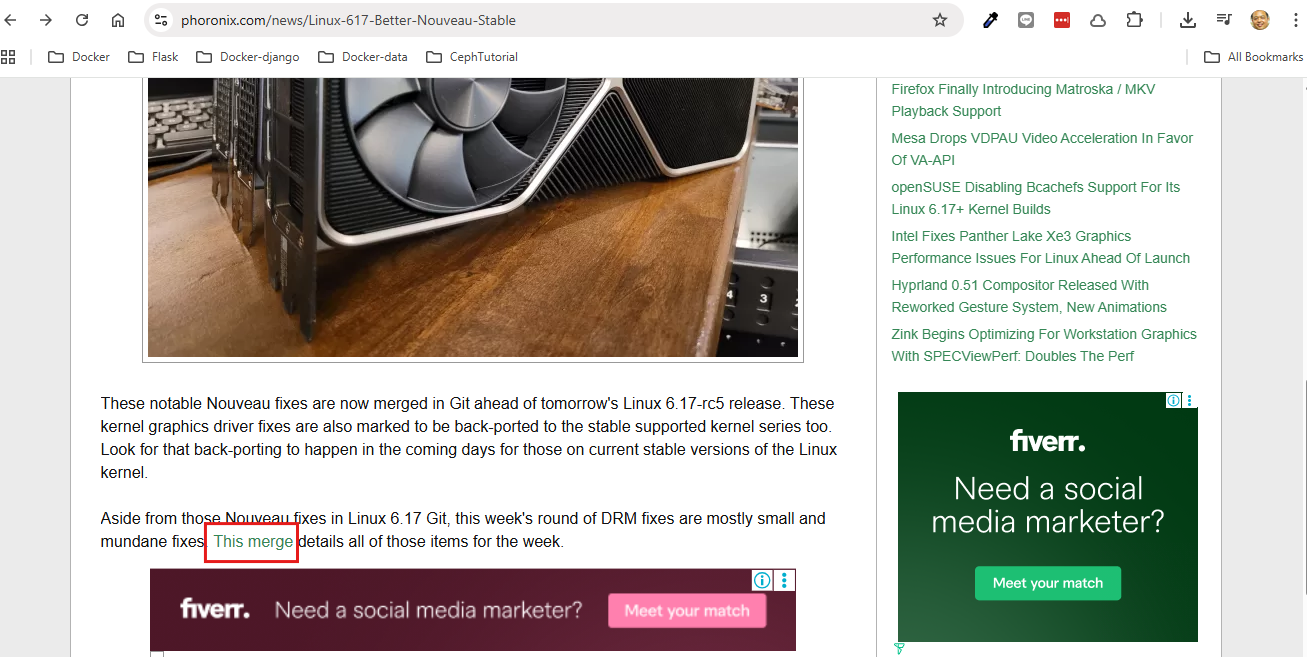 phoronix.com/news/Linux-617-Better-Nouveau-Stable
Docker
Flask
Docker-django
Docker-data
CephTutorial
All Bookmarks
4
3
These notable Nouveau fixes are now merged in Git ahead of tomorrow's Linux 6.17-rc5 release. These
kernel graphics driver fixes are also marked to be back-ported to the stable supported kernel series too.
Look for that back-porting to happen in the coming days for those on current stable versions of the Linux
kernel.
Aside from those Nouveau fixes in Linux 6.17 Git, this week's round of DRM fixes are mostly small and
mundane fixes. This merge details all of those items for the week.
fiverr.
Need a social media marketer?
Meet your match
Firefox Finally Introducing Matroska / MKV
Playback Support
Mesa Drops VDPAU Video Acceleration In Favor
Of VA-API
openSUSE Disabling Bcachefs Support For Its
Linux 6.17+ Kernel Builds
Intel Fixes Panther Lake Xe3 Graphics
Performance Issues For Linux Ahead Of Launch
Hyprland 0.51 Compositor Released With
Reworked Gesture System, New Animations
Zink Begins Optimizing For Workstation Graphics
With SPECViewPerf: Doubles The Perf
fiverr.
Need a social
media marketer?
Meet your match